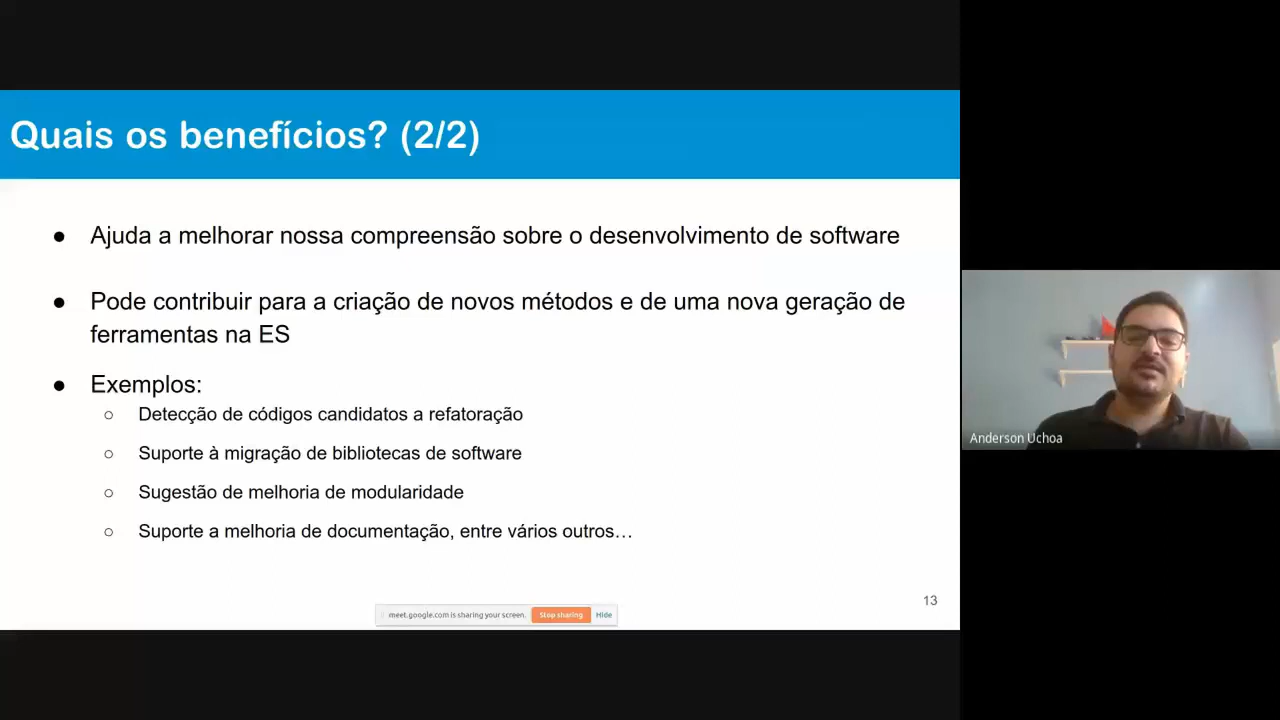 Quais os benefícios? (2/2)
● Ajuda a melhorar nossa compreensão sobre o desenvolvimento de software
● Pode contribuir para a criação de novos métodos e de uma nova geração de
ferramentas na ES
● Exemplos:
○ Detecção de códigos candidatos a refatoração
○ Suporte à migração de bibliotecas de software
○ Sugestão de melhoria de modularidade
○ Suporte a melhoria de documentação, entre vários outros…
13
meet.google.com is sharing your screen. Stop sharing Hide
Anderson Uchoa